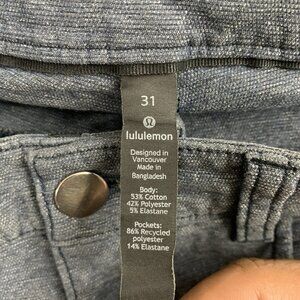 31
lululemon
Designed in
Vancouver
Made in
Bangladesh
Body:
53% Cotton
42% Polyester
5% Elastane
Pockets:
86% Recycled
polyester
14% Elastane